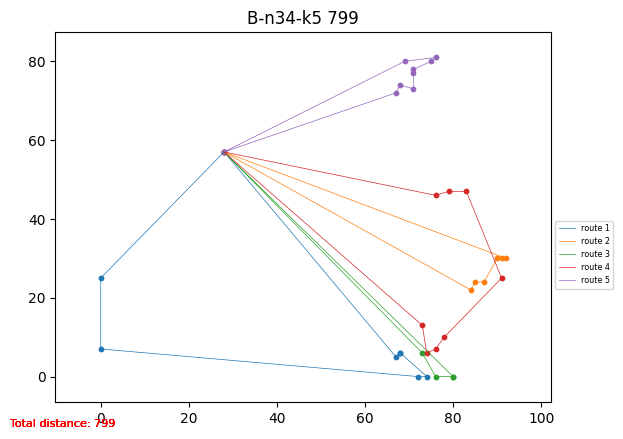 B-n34-k5 799
80
60
40
20
0
0 20 40 60 80 100
route 1
route 2
route 3
route 4
route 5
Total distance: 799